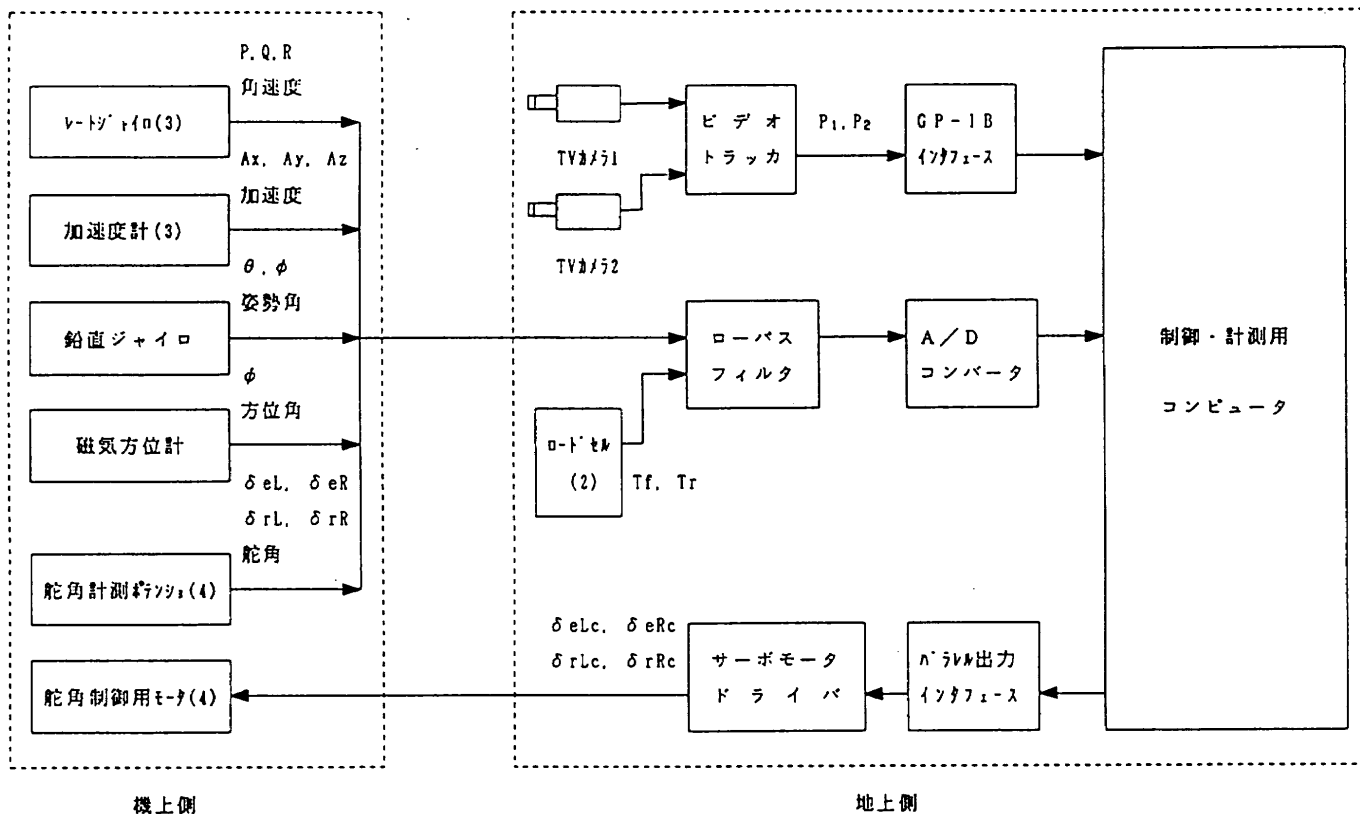 P, Q, R
角速度
レートジャイロ(3)
Ax, Ay, Az
加速度
加速度計(3)
θ, φ
姿勢角
鉛直ジャイロ
φ
方位角
磁気方位計
δeL, δeR
δrL, δrR
舵角
舵角計測ポテンショ(4)
舵角制御用モータ(4)
機上側
TVカメラ1
TVカメラ2
ビデオ
トラッカ
P₁, P₂
GP-IB
インタフェース
ローパス
フィルタ
A/D
コンバータ
ロードセル
(2)
Tf, Tr
制御・計測用
コンピュータ
δeLc, δeRc
δrLc, δrRc
サーボモータ
ドライバ
パラレル出力
インタフェース
地上側